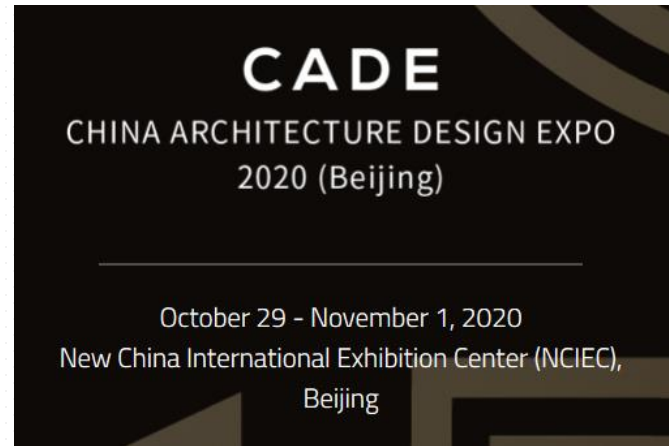 CADE
CHINA ARCHITECTURE DESIGN EXPO
2020 (Beijing)
October 29 - November 1, 2020
New China International Exhibition Center (NCIEC),
Beijing